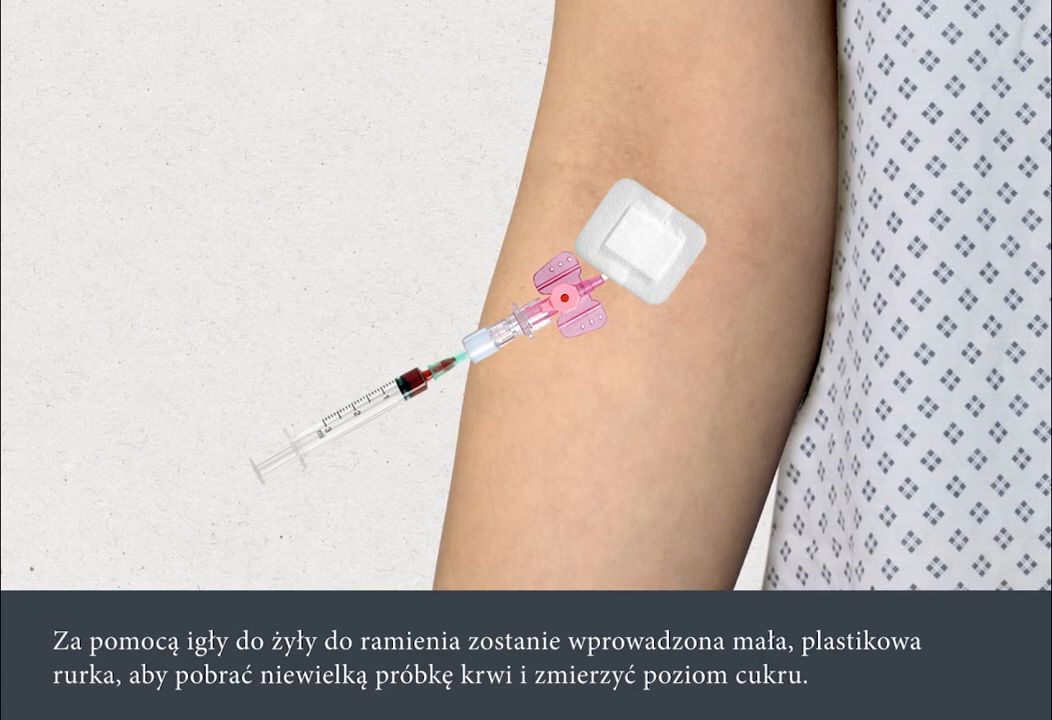 Za pomocą igły do żyły do ramienia zostanie wprowadzona mała, plastikowa
rurka, aby pobrać niewielką próbkę krwi i zmierzyć poziom cukru.